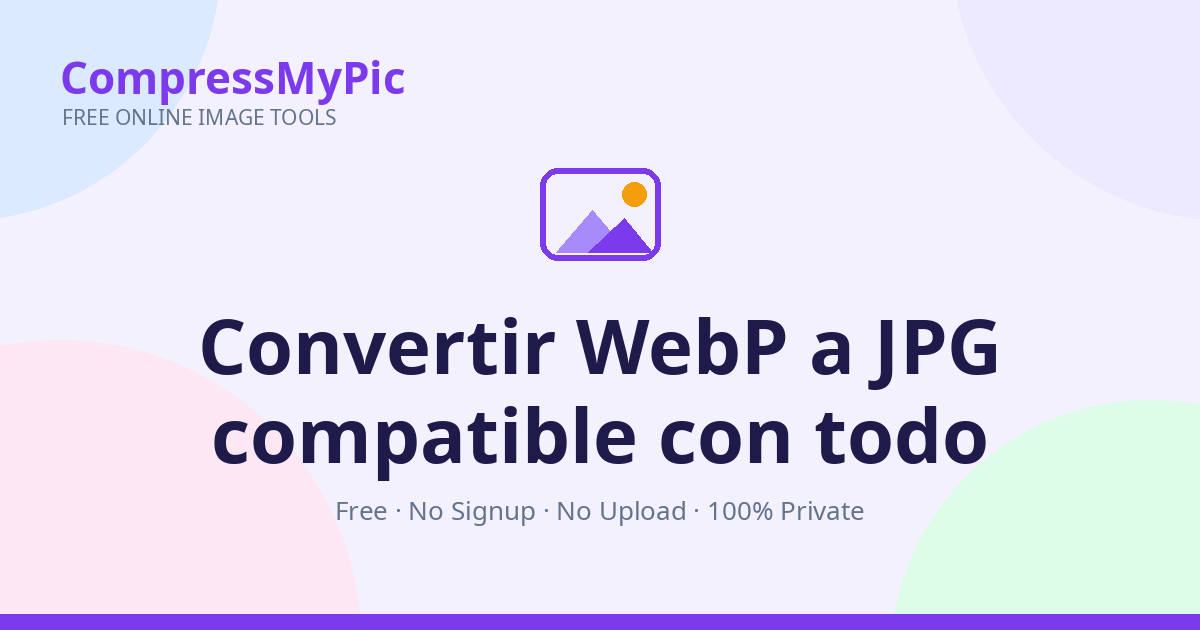 CompressMyPic
FREE ONLINE IMAGE TOOLS
Convertir WebP a JPG
compatible con todo
Free · No Signup · No Upload · 100% Private